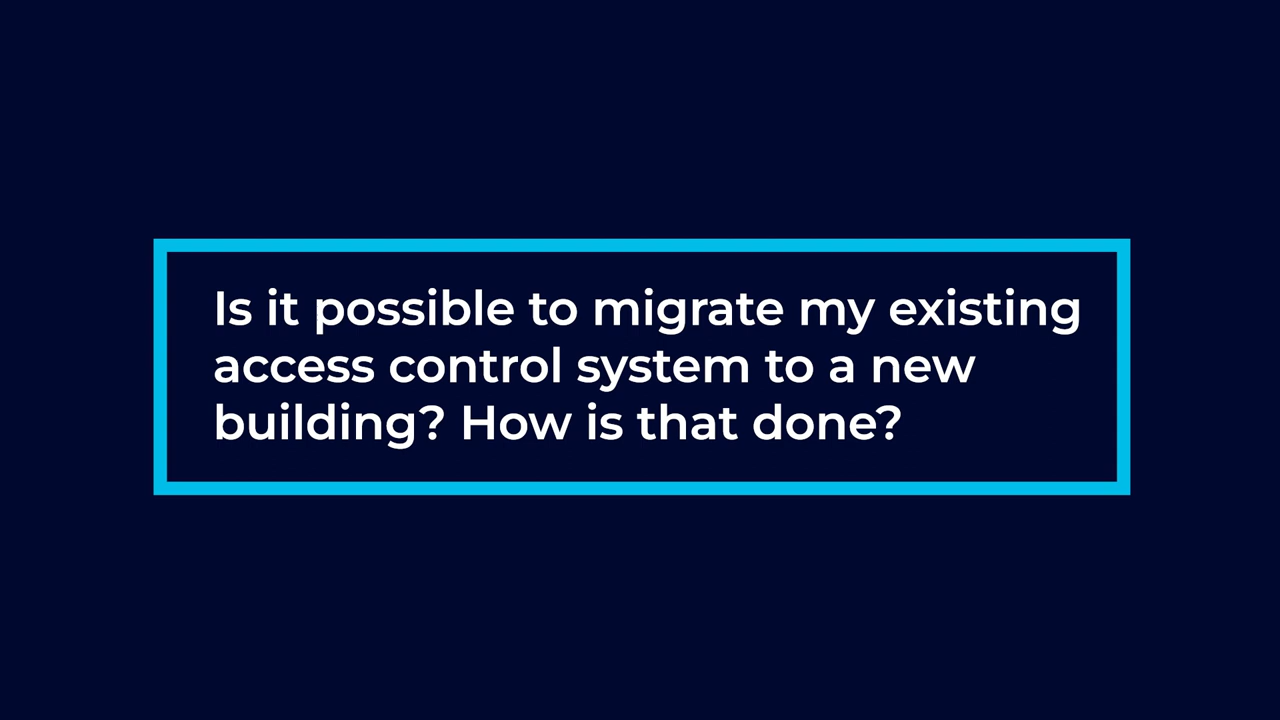 Is it possible to migrate my existing
access control system to a new
building? How is that done?